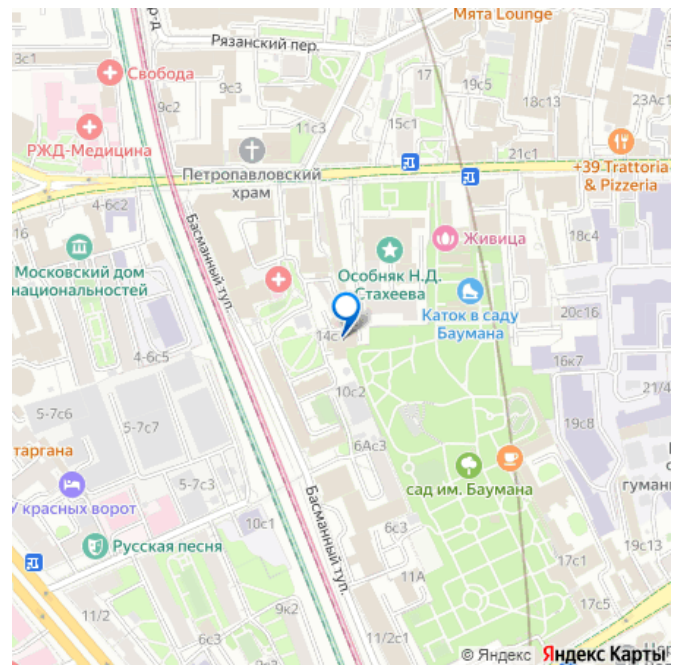 Мята Lounge
Рязанский пер.
3с1
17
Свобода
9с3
19с5
9с2
18с13
23Ас1
15с1
РЖД-Медицина
11с3
21с1
Петропавловский
храм
+39 Trattoria
& Pizzeria
4-6с2
Басманный туп.
16
Живица
18с4
Московский дом
национальностей
Особняк Н.Д.
Стахеева
Каток в саду
Баумана
20с16
14с
4-6с5
16к7
10с2
21/4
5-7с6
5-7с7
19с8
таргана
6Ас3
сад им. Баумана
5-7с3
гуман
У красных ворот
Басманный туп.
10с1
6с3
Русская песня
19с13
17с1
11А
9к2
11/2
17с5
6с3
11/2с1
© Яндекс Яндекс Карты